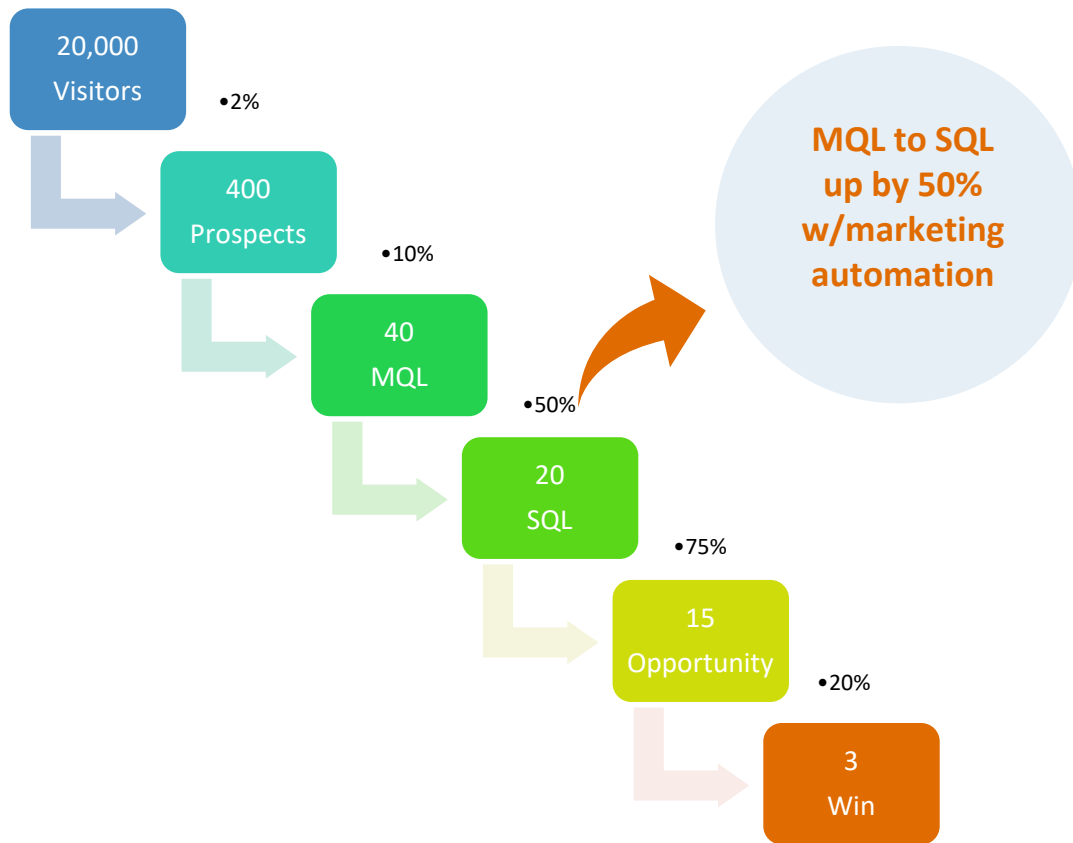 20,000
Visitors
•2%
400
Prospects
•10%
40
MQL
•50%
20
SQL
•75%
15
Opportunity
•20%
3
Win
MQL to SQL
up by 50%
w/marketing
automation